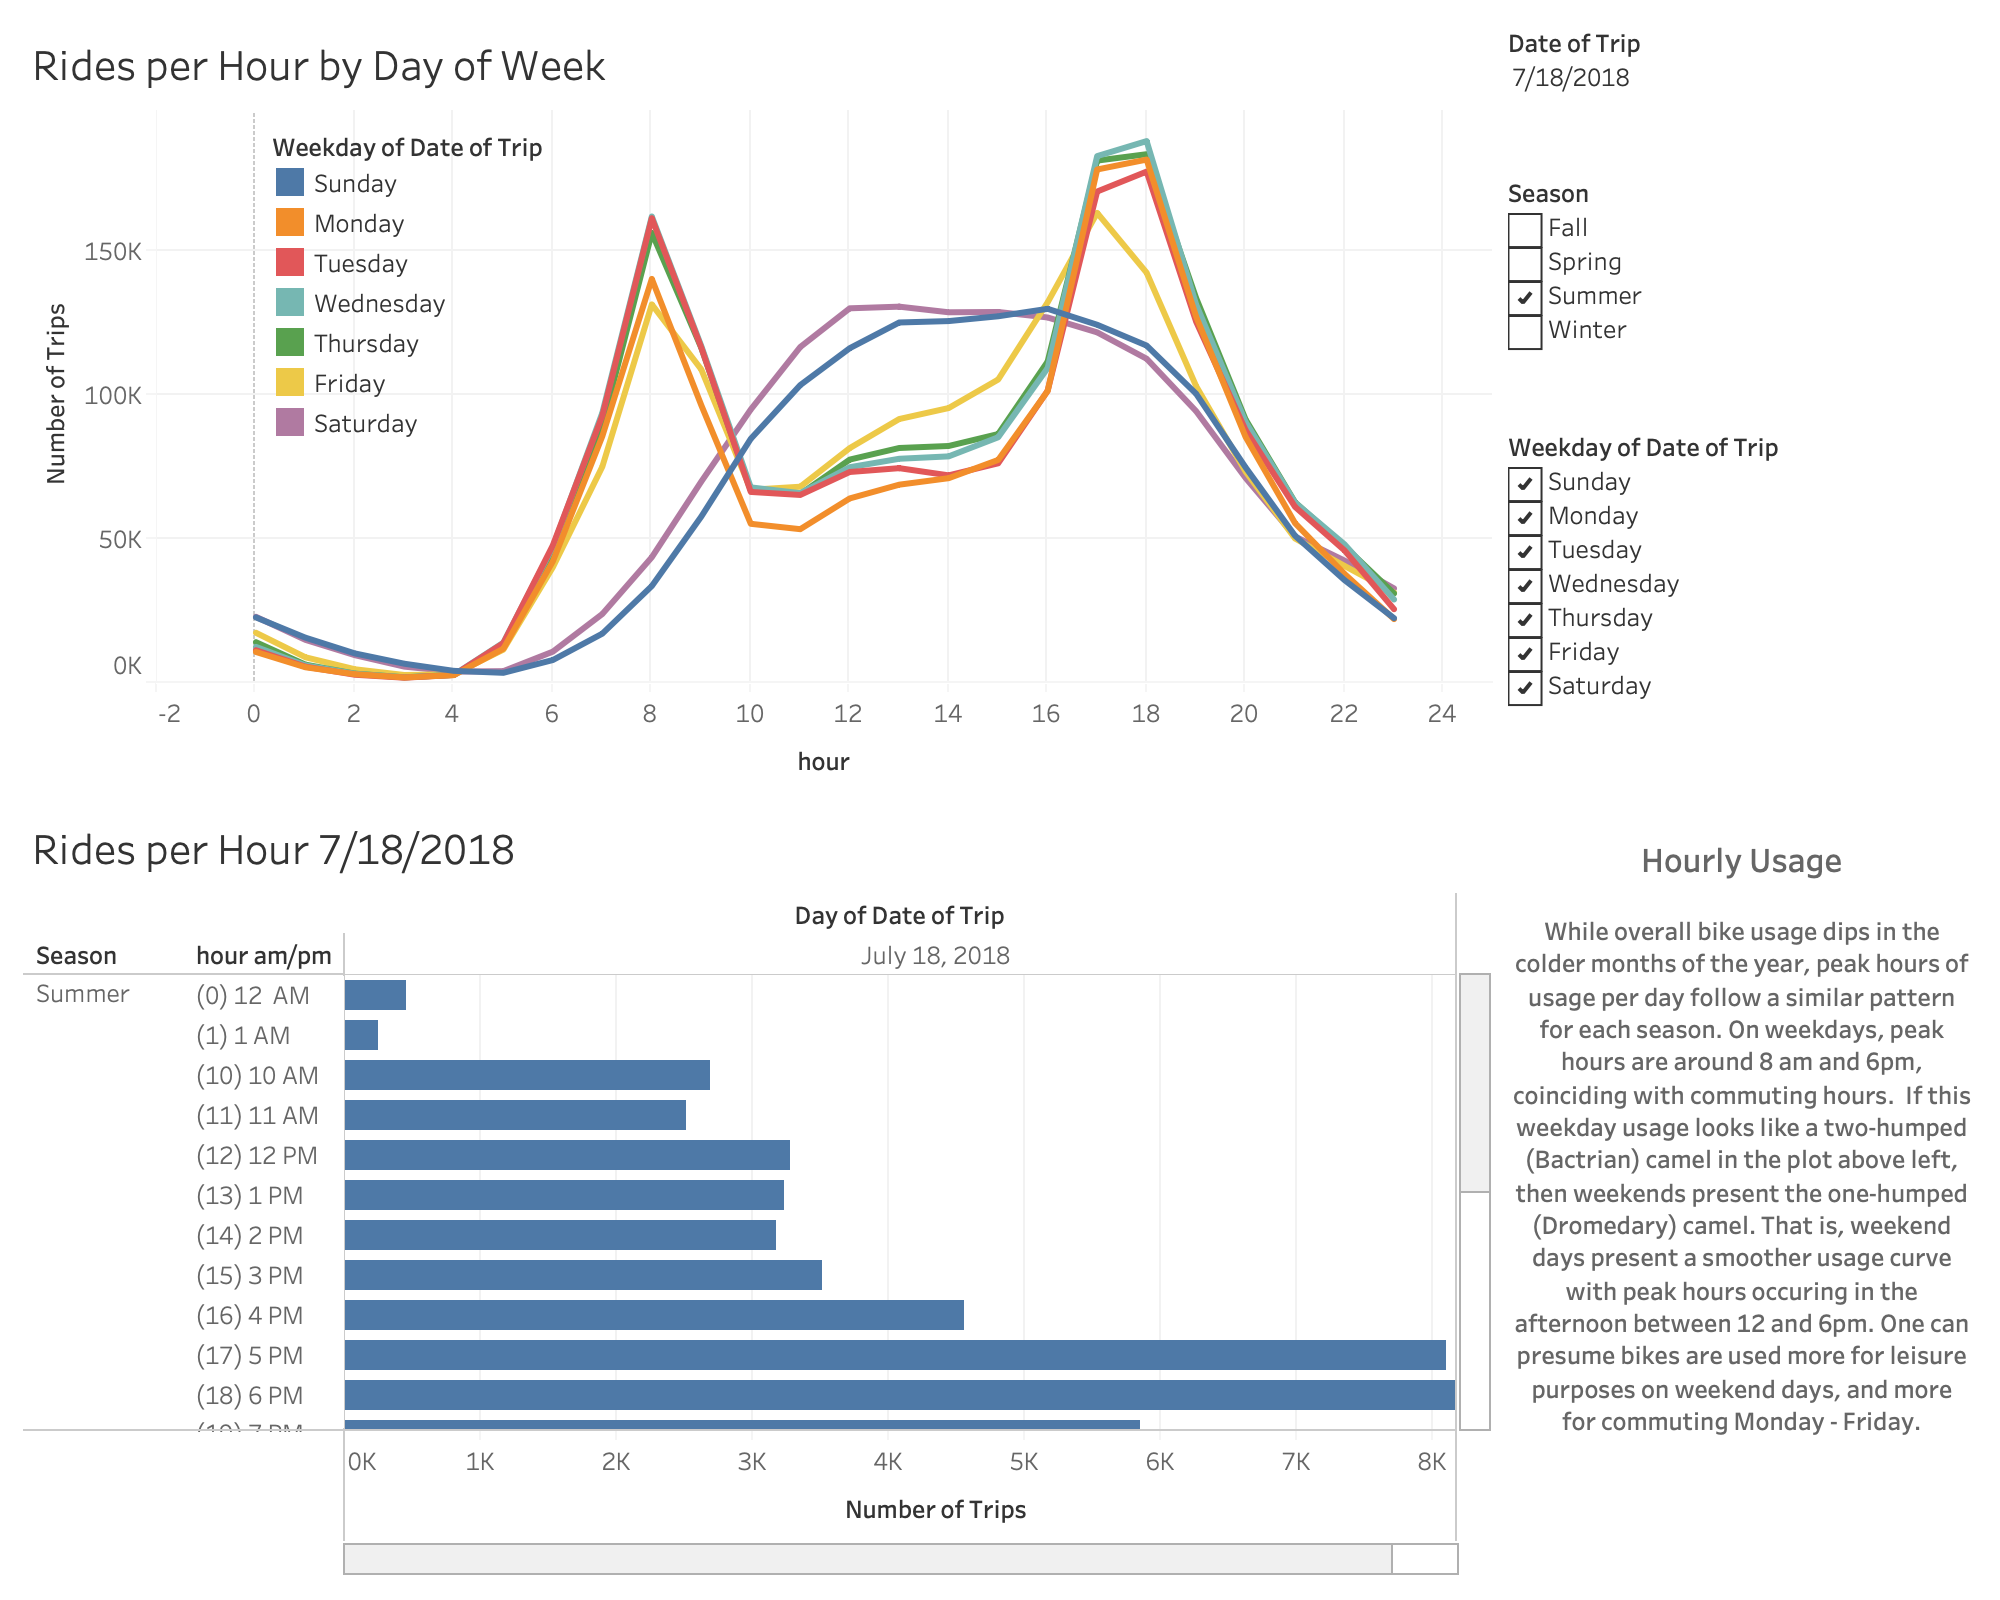 Rides per Hour by Day of Week
Weekday of Date of Trip
Sunday
Monday
Tuesday
Wednesday
Thursday
Friday
Saturday
Number of Trips
150K
100K
50K
0K
-2 0 2 4 6 8 10 12 14 16 18 20 22 24
hour
Date of Trip
7/18/2018
Season
Fall
Spring
Summer
Winter
Weekday of Date of Trip
Sunday
Monday
Tuesday
Wednesday
Thursday
Friday
Saturday
Rides per Hour 7/18/2018
Day of Date of Trip
Season hour am/pm July 18, 2018
Summer (0) 12 AM
(1) 1 AM
(10) 10 AM
(11) 11 AM
(12) 12 PM
(13) 1 PM
(14) 2 PM
(15) 3 PM
(16) 4 PM
(17) 5 PM
(18) 6 PM
(19) 7 PM
0K 1K 2K 3K 4K 5K 6K 7K 8K
Number of Trips
Hourly Usage
While overall bike usage dips in the
colder months of the year, peak hours of
usage per day follow a similar pattern
for each season. On weekdays, peak
hours are around 8 am and 6pm,
coinciding with commuting hours.  If this
weekday usage looks like a two-humped
(Bactrian) camel in the plot above left,
then weekends present the one-humped
(Dromedary) camel. That is, weekend
days present a smoother usage curve
with peak hours occuring in the
afternoon between 12 and 6pm. One can
presume bikes are used more for leisure
purposes on weekend days, and more
for commuting Monday - Friday.